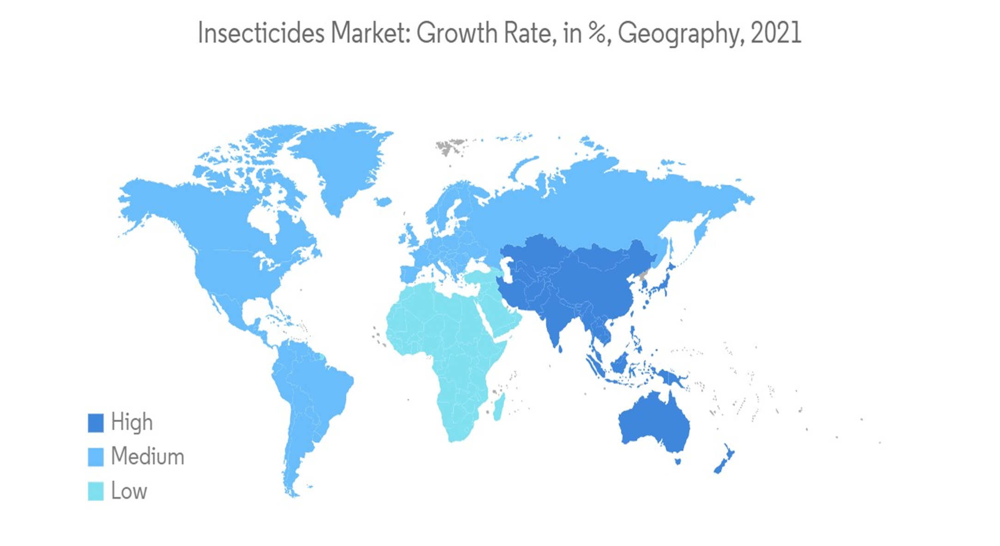 Insecticides Market: Growth Rate, in %, Geography, 2021
High
Medium
Low